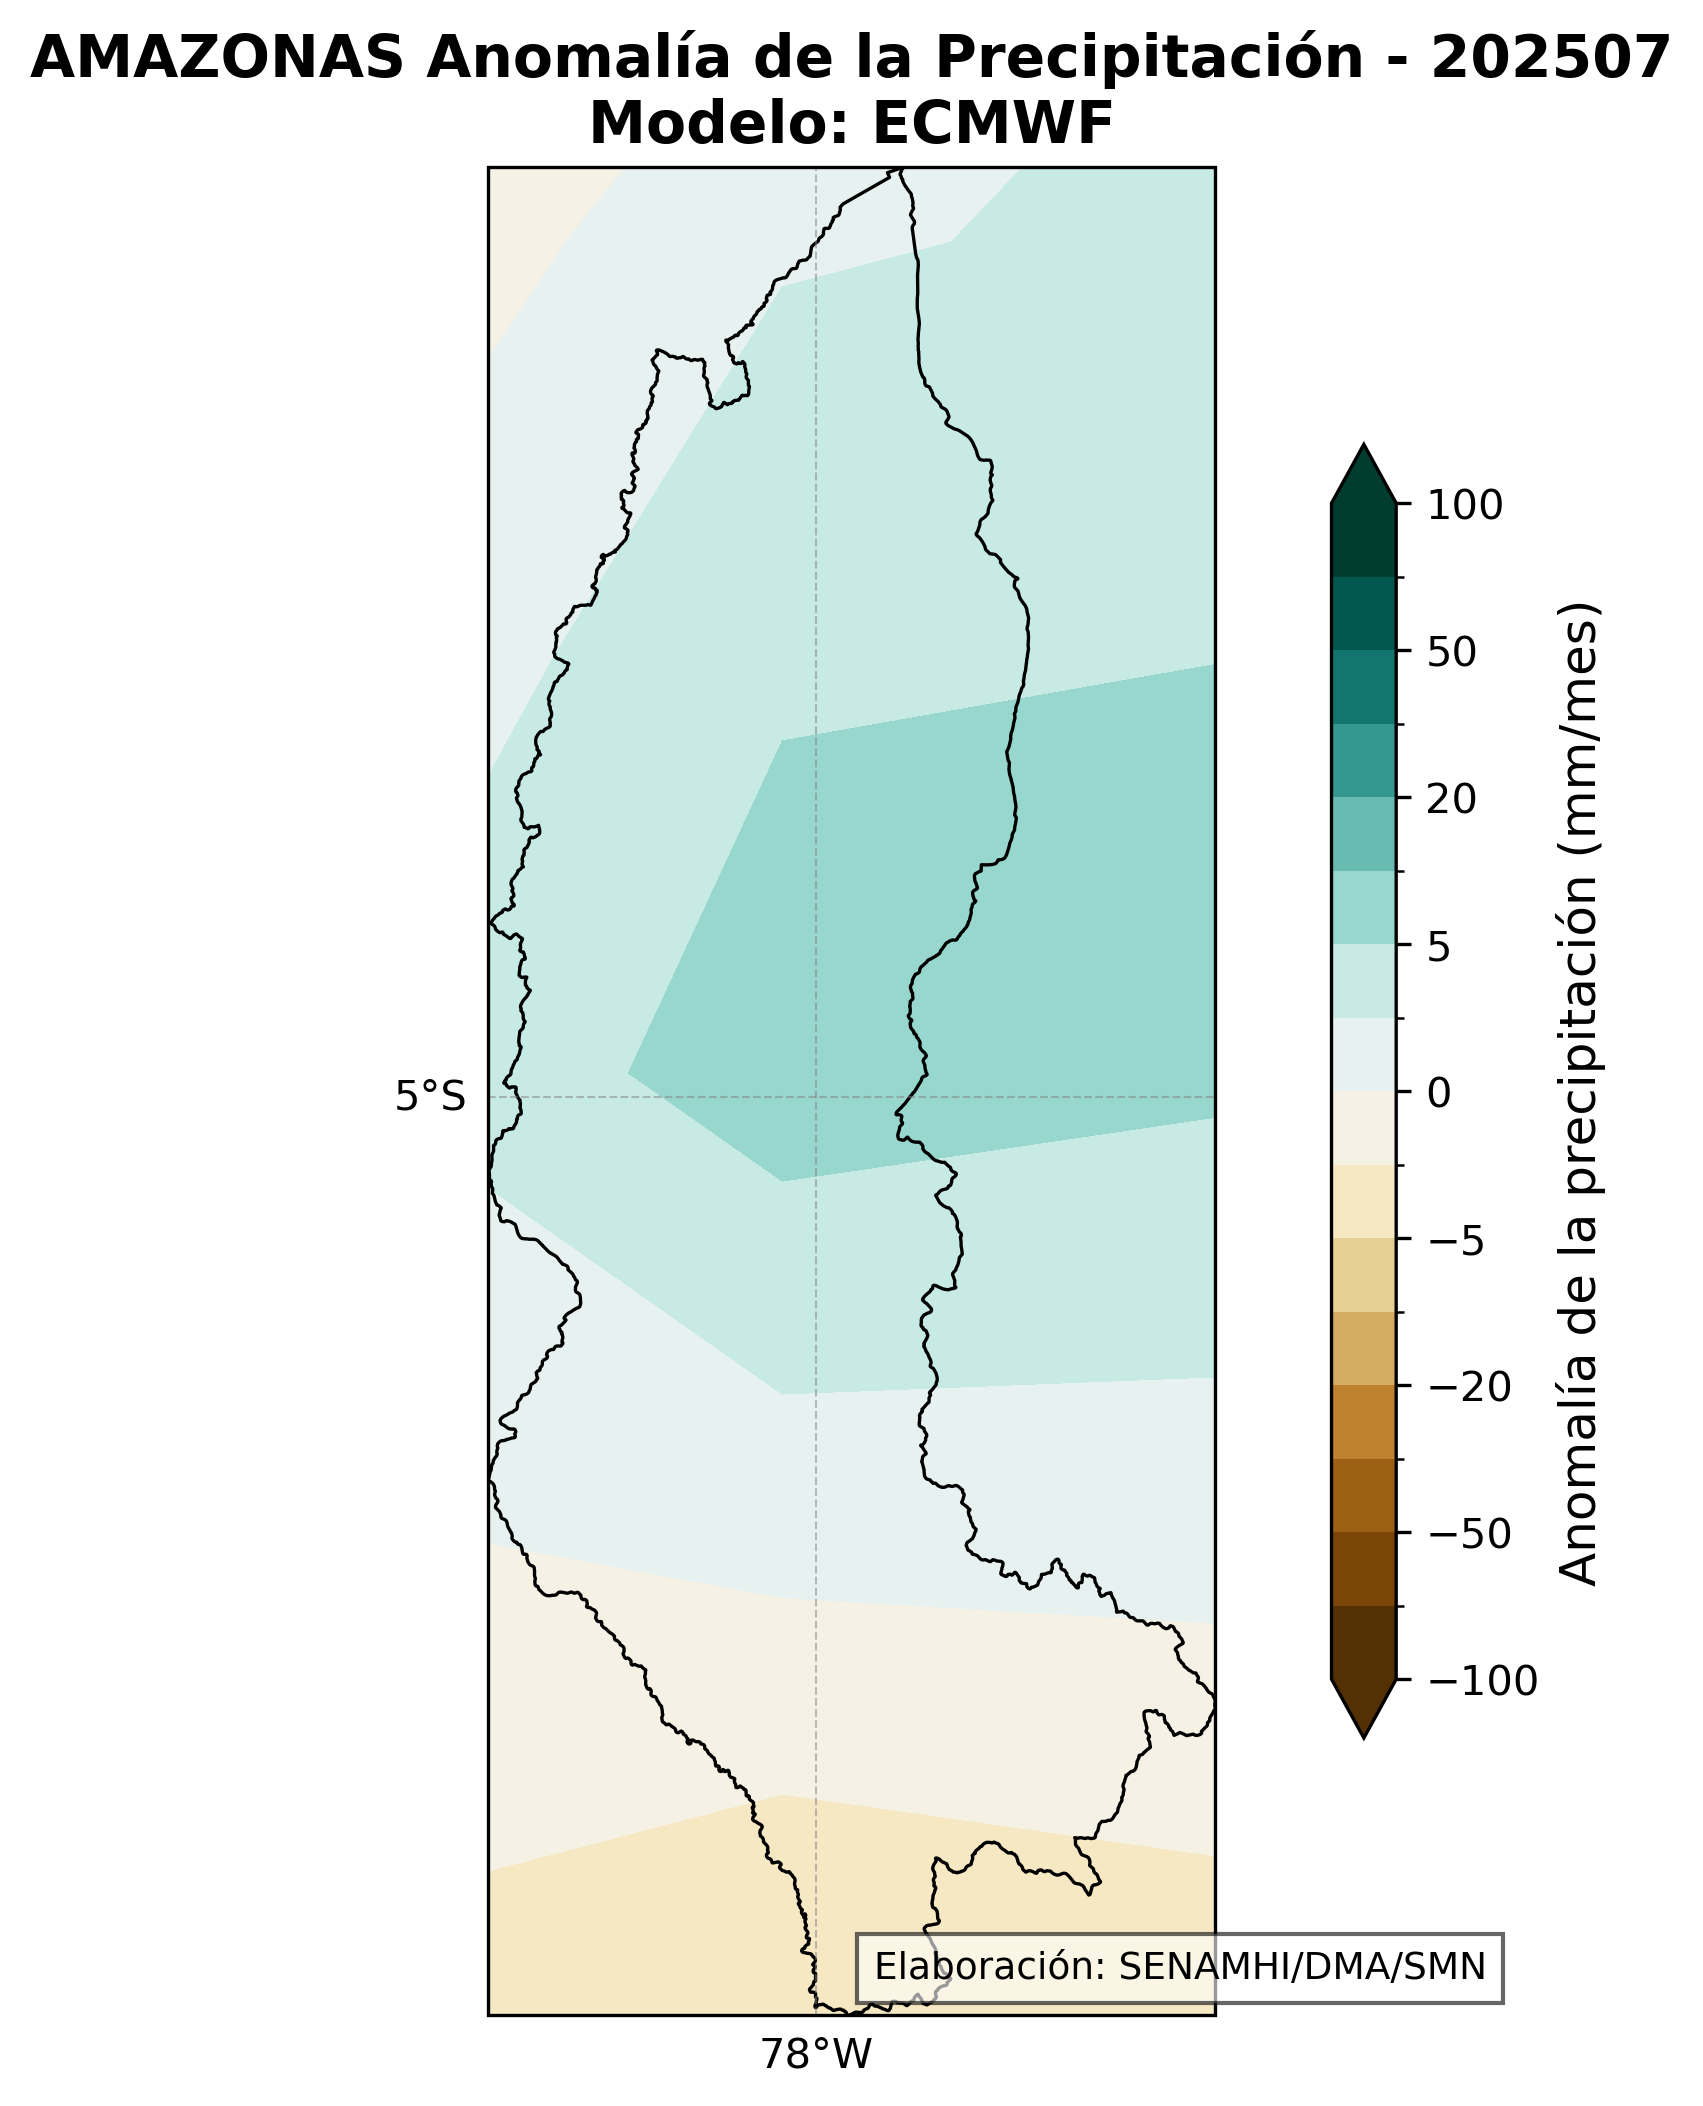 AMAZONAS Anomalía de la Precipitación - 202507
Modelo: ECMWF
100
50
20
5
0
−5
−20
−50
−100
Anomalía de la precipitación (mm/mes)
5°S
78°W
Elaboración: SENAMHI/DMA/SMN